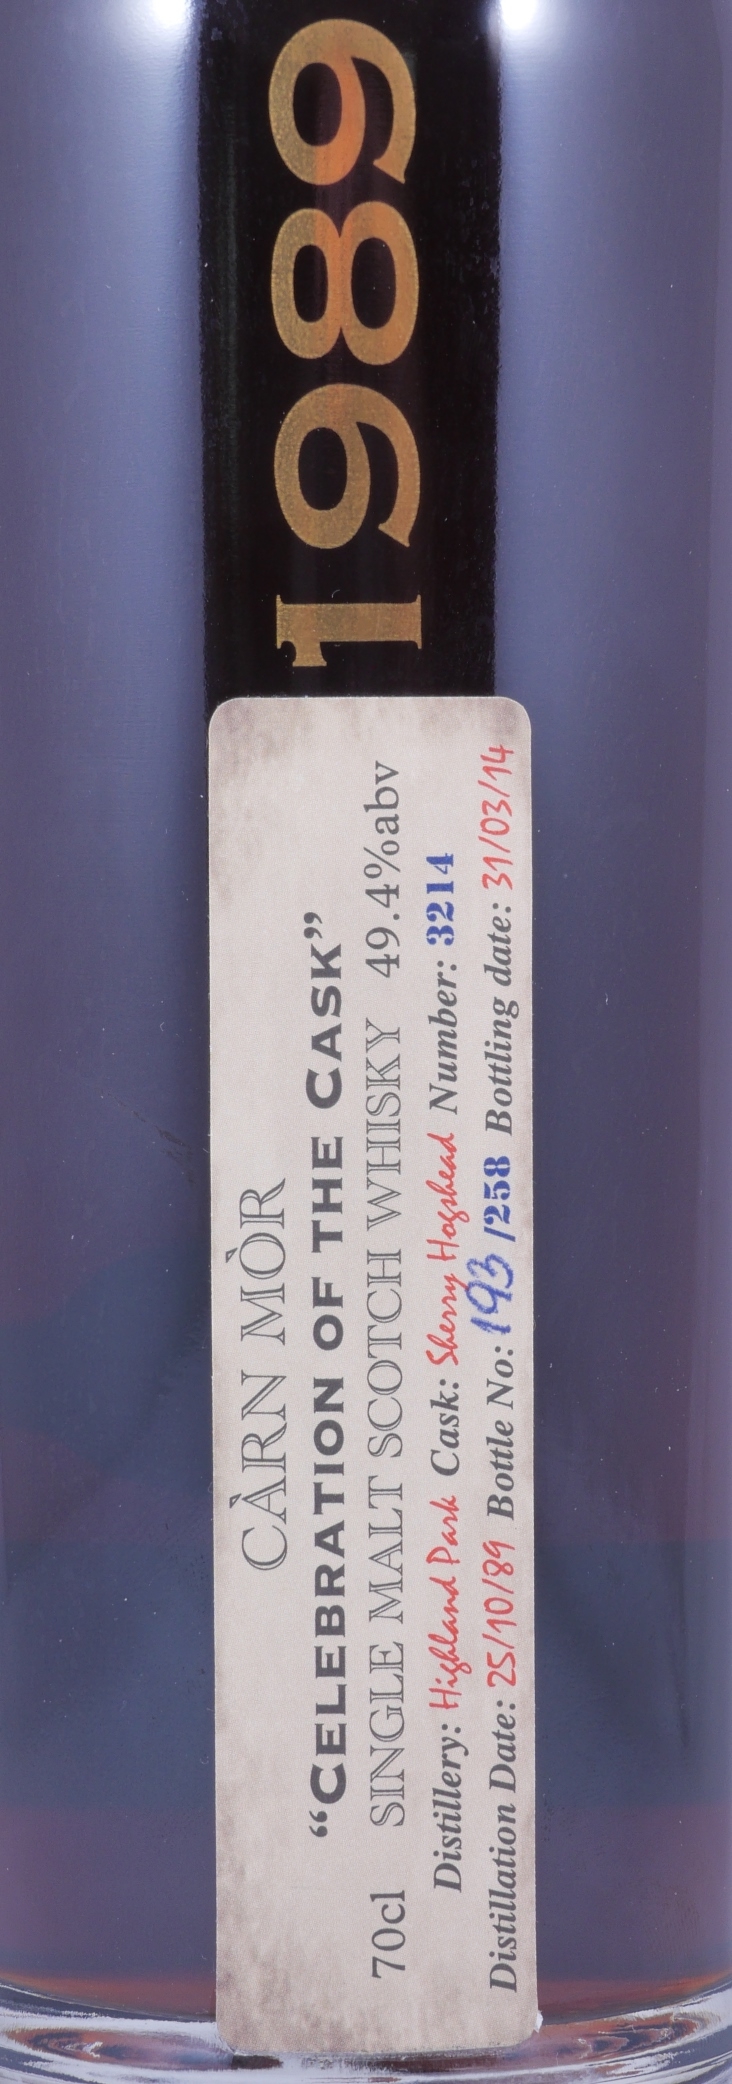 1989
CÀRN MÒR
“CELEBRATION OF THE CASK”
70cl SINGLE MALT SCOTCH WHISKY 49.4%abv
Distillery: Highland Park Cask: Sherry Hogshead Number: 3214
Distillation Date: 25/10/89 Bottle No: 193 /258 Bottling date: 31/03/14